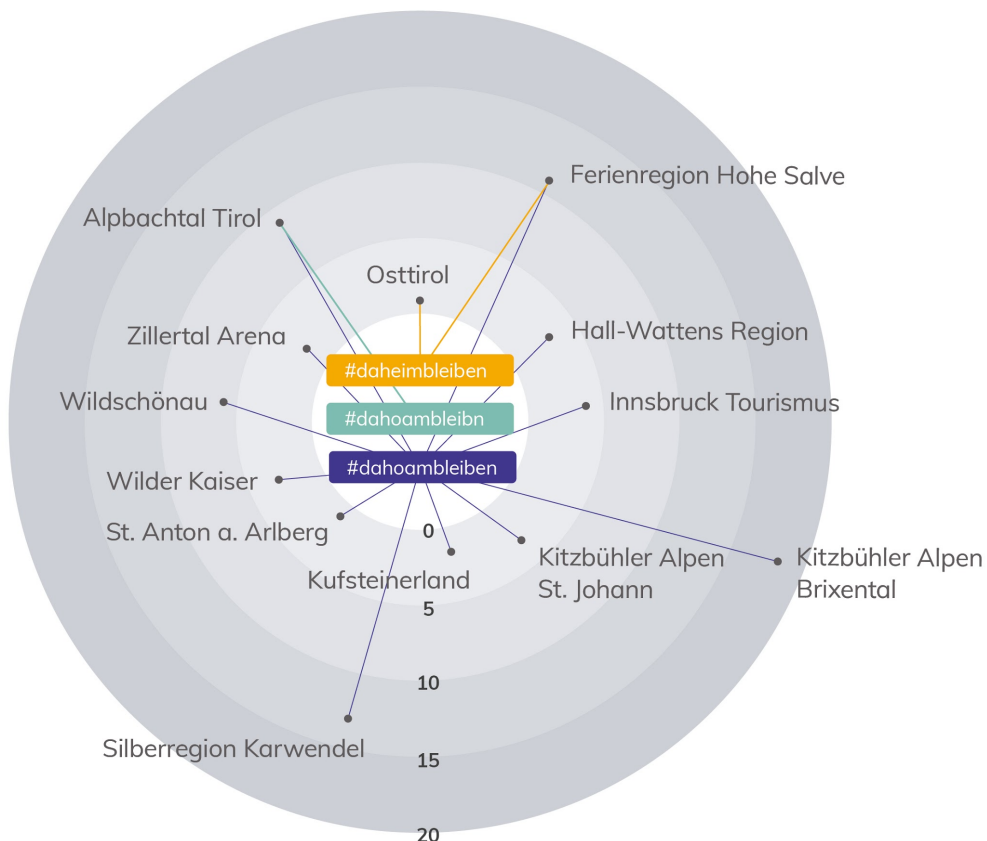 Ferienregion Hohe Salve
Alpbachtal Tirol
Osttirol
Zillertal Arena
Hall-Wattens Region
#daheimbleiben
Wildschönau
Innsbruck Tourismus
#dahoambleibn
#dahoambleiben
Wilder Kaiser
St. Anton a. Arlberg
0
Kitzbühler Alpen
St. Johann
Kitzbühler Alpen
Brixental
Kufsteinerland
5
10
Silberregion Karwendel
15
20